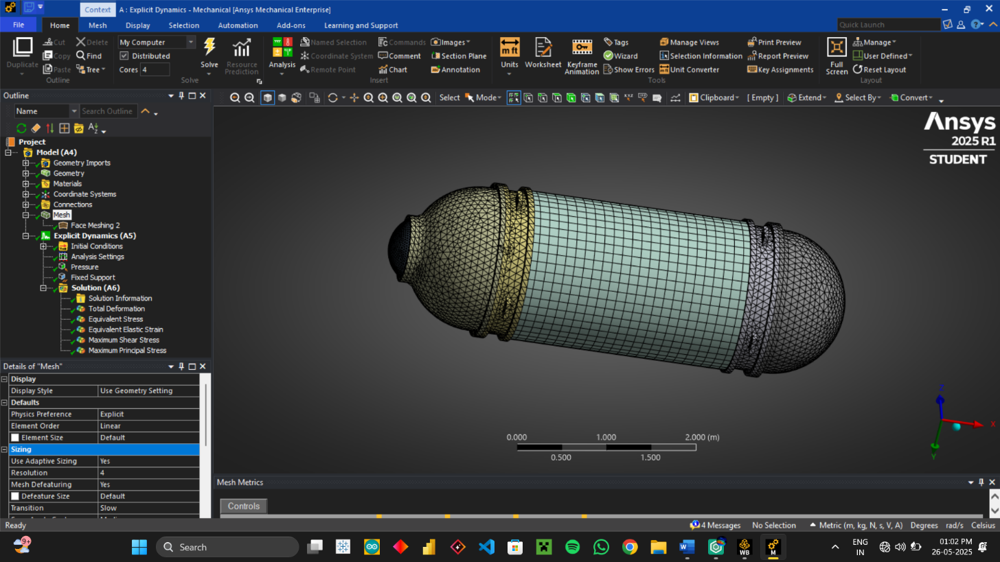 Context
A : Explicit Dynamics - Mechanical [Ansys Mechanical Enterprise]
File Home Mesh Display Selection Automation Add-ons Learning and Support
Quick Launch
Duplicate
Cut
Copy
Paste
Delete
Find
Tree
Outline
My Computer
Distributed
Cores 4
Solve
Resource
Prediction
Solve
Analysis
Named Selection
Coordinate System
Remote Point
Commands
Comment
Chart
Images
Section Plane
Annotation
Insert
Units
Worksheet
Keyframe
Animation
Tags
Wizard
Show Errors
Manage Views
Selection Information
Unit Converter
Print Preview
Report Preview
Key Assignments
Tools
Full
Screen
Manage
User Defined
Reset Layout
Layout
Outline
Select Mode Clipboard [ Empty ] Extend Select By Convert
Name Search Outline
Project
Model (A4)
Geometry Imports
Geometry
Materials
Coordinate Systems
Connections
Mesh
Face Meshing 2
Explicit Dynamics (A5)
Initial Conditions
Analysis Settings
Pressure
Fixed Support
Solution (A6)
Solution Information
Total Deformation
Equivalent Stress
Equivalent Elastic Strain
Maximum Shear Stress
Maximum Principal Stress
Details of "Mesh"
Display
Display Style Use Geometry Setting
Defaults
Physics Preference Explicit
Element Order Linear
Element Size Default
Sizing
Use Adaptive Sizing Yes
Resolution 4
Mesh Defeaturing Yes
Defeature Size Default
Transition Slow
Ansys
2025 R1
STUDENT
Z
X
Y
0.000 1.000 2.000 (m)
0.500 1.500
Mesh Metrics
Controls
Ready
4 Messages No Selection Metric (m, kg, N, s, V, A) Degrees rad/s Celsius
9+
Search
WB
M
ENG
IN
01:02 PM
26-05-2025